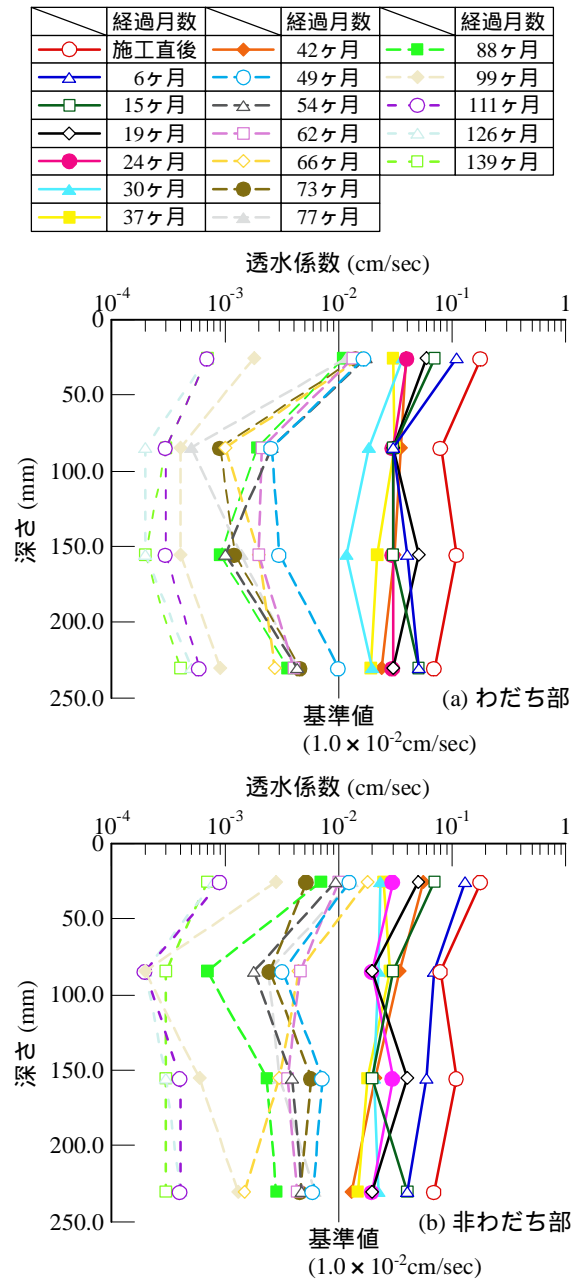 経過月数 経過月数 経過月数
施工直後 42ヶ月 88ヶ月
6ヶ月 49ヶ月 99ヶ月
15ヶ月 54ヶ月 111ヶ月
19ヶ月 62ヶ月 126ヶ月
24ヶ月 66ヶ月 139ヶ月
30ヶ月 73ヶ月
37ヶ月 77ヶ月
透水係数 (cm/sec)
10-4 10-3 10-2 10-1 100
0
50.0
100.0
150.0
200.0
250.0
深さ (mm)
(a) わだち部
基準値
(1.0×10-2cm/sec)
透水係数 (cm/sec)
10-4 10-3 10-2 10-1 100
0
50.0
100.0
150.0
200.0
250.0
深さ (mm)
(b) 非わだち部
基準値
(1.0×10-2cm/sec)